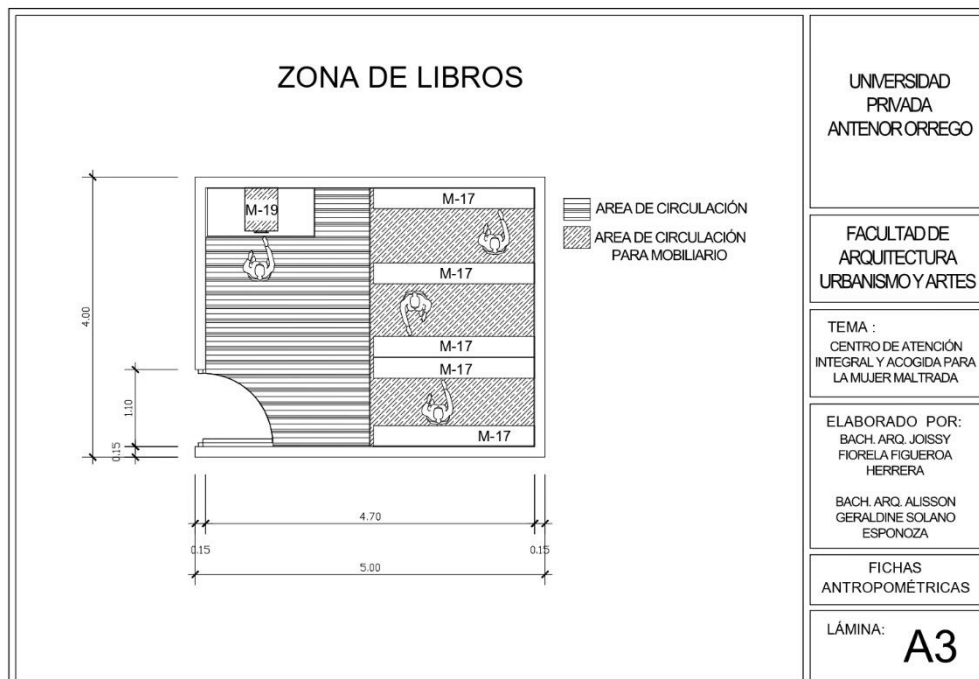 ZONA DE LIBROS
M-19
M-17
M-17
M-17
M-17
M-17
4.00
1.10
0.15
4.70
0.15
0.15
5.00
AREA DE CIRCULACIÓN
AREA DE CIRCULACIÓN
PARA MOBILIARIO
UNIVERSIDAD
PRIVADA
ANTENOR ORREGO
FACULTAD DE
ARQUITECTURA
URBANISMO Y ARTES
TEMA :
CENTRO DE ATENCIÓN
INTEGRAL Y ACOGIDA PARA
LA MUJER MALTRADA
ELABORADO POR:
BACH. ARQ. JOISSY
FIORELA FIGUEROA
HERRERA
BACH. ARQ. ALISSON
GERALDINE SOLANO
ESPONOZA
FICHAS
ANTROPOMÉTRICAS
LÁMINA: A3